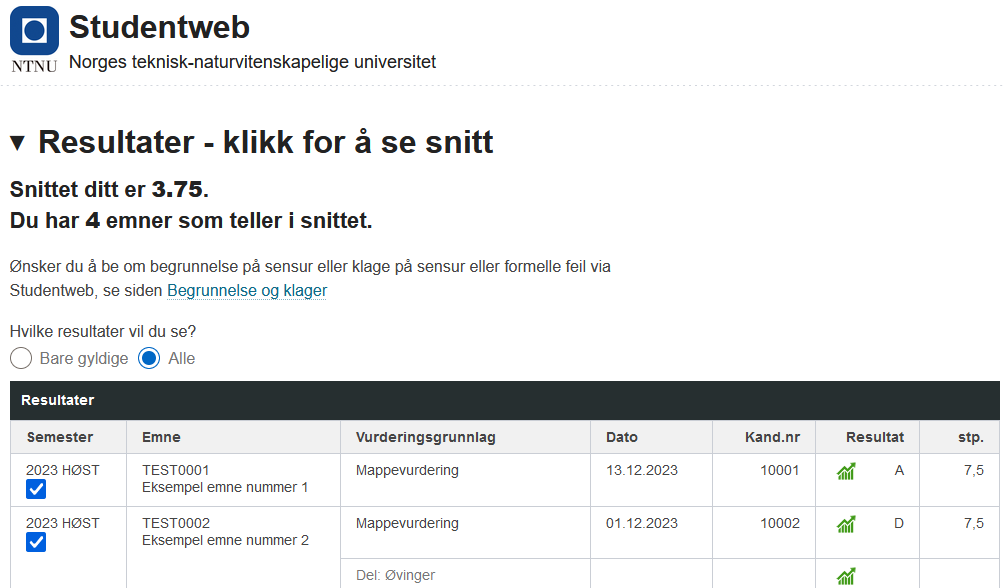 Studentweb
NTNU
Norges teknisk-naturvitenskapelige universitet
▼ Resultater - klikk for å se snitt
Snittet ditt er 3.75.
Du har 4 emner som teller i snittet.
Ønsker du å be om begrunnelse på sensur eller klage på sensur eller formelle feil via
Studentweb, se siden Begrunnelse og klager
Hvilke resultater vil du se?
Bare gyldige Alle
Resultater
Semester Emne Vurderingsgrunnlag Dato Kand.nr Resultat stp.
2023 HØST TEST0001 Mappevurdering 13.12.2023 10001 A 7,5
Eksempel emne nummer 1
2023 HØST TEST0002 Mappevurdering 01.12.2023 10002 D 7,5
Eksempel emne nummer 2
Del: Øvinger